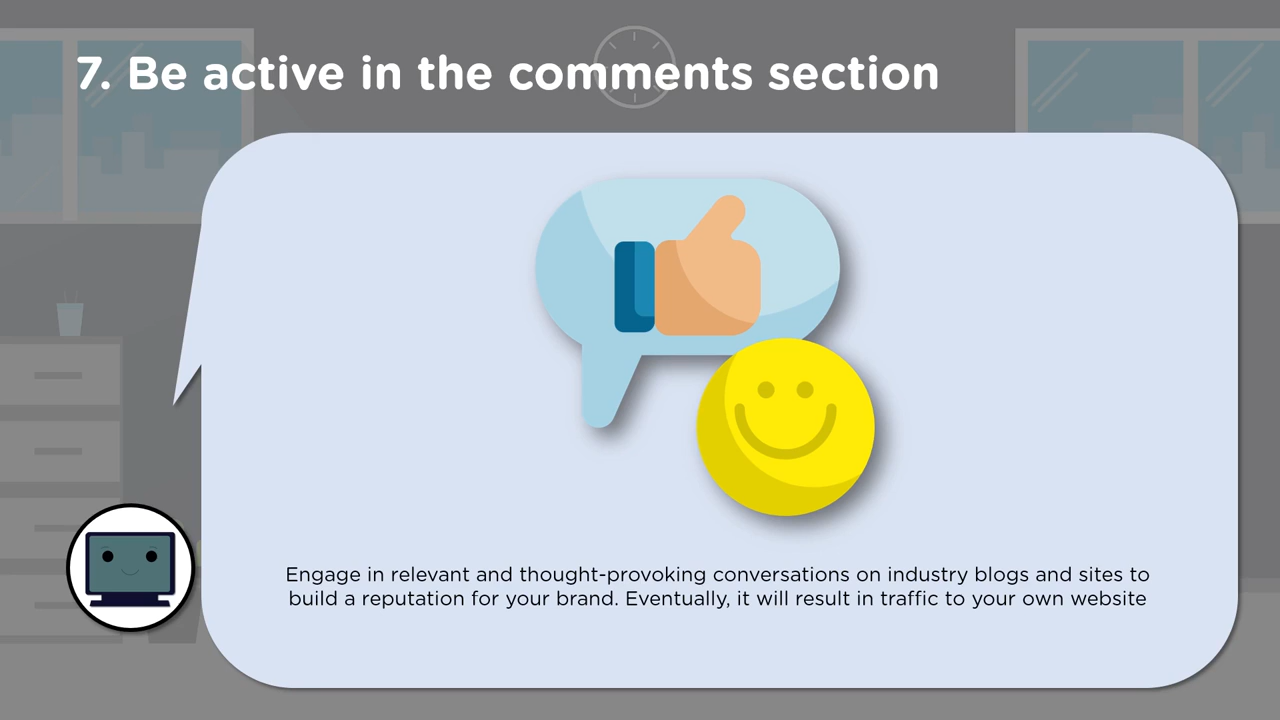 7. Be active in the comments section
Engage in relevant and thought-provoking conversations on industry blogs and sites to
build a reputation for your brand. Eventually, it will result in traffic to your own website